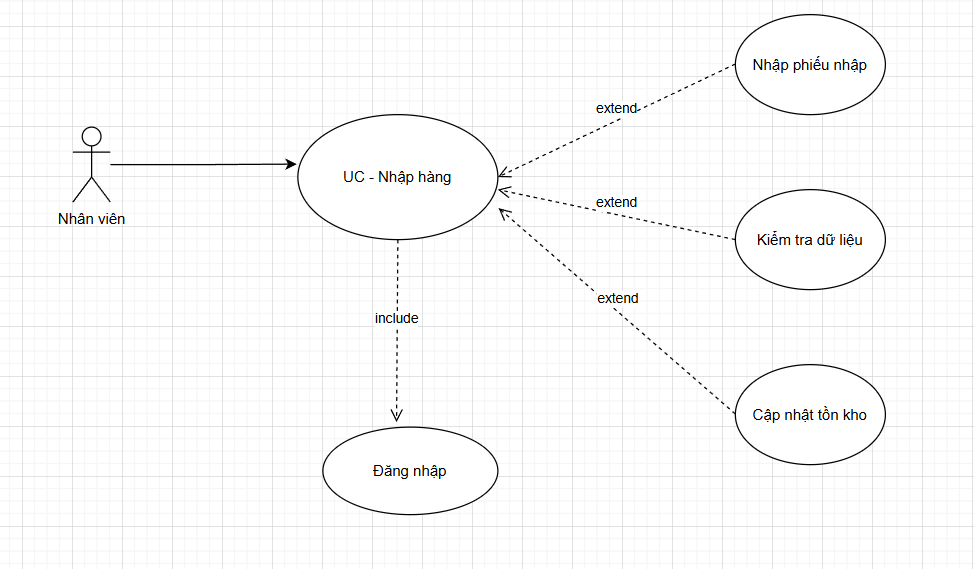 Nhập phiếu nhập
extend
UC - Nhập hàng
extend
Nhân viên
Kiểm tra dữ liệu
extend
include
Cập nhật tồn kho
Đăng nhập